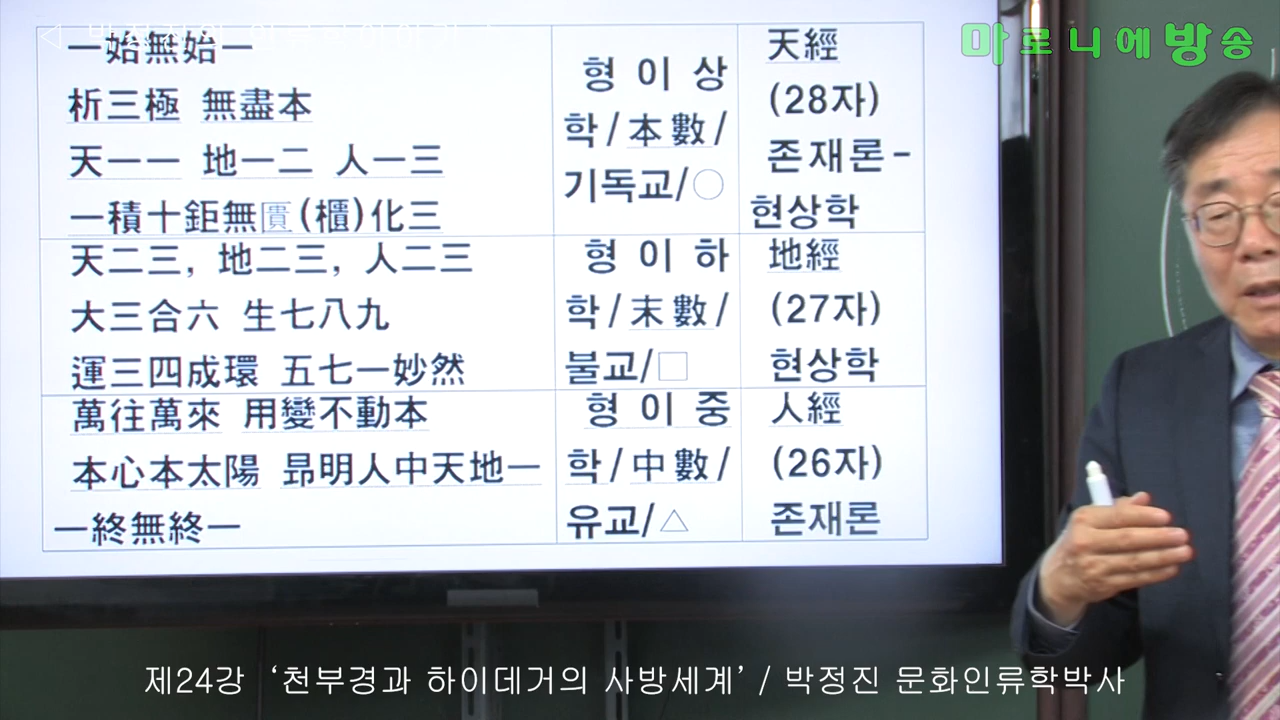 마로니에방송
一始無始一
析三極 無盡本
天一一 地一二 人一三
一積十鉅無匱(櫃)化三
형 이 상
학/本數/
기독교/○
天經
(28자)
존재론-
현상학
天二三, 地二三, 人二三
大三合六 生七八九
運三四成環 五七一妙然
형 이 하
학/末數/
불교/□
地經
(27자)
현상학
萬往萬來 用變不動本
本心本太陽 昻明人中天地一
一終無終一
형 이 중
학/中數/
유교/△
人經
(26자)
존재론
제24강 ‘천부경과 하이데거의 사방세계’ / 박정진 문화인류학박사